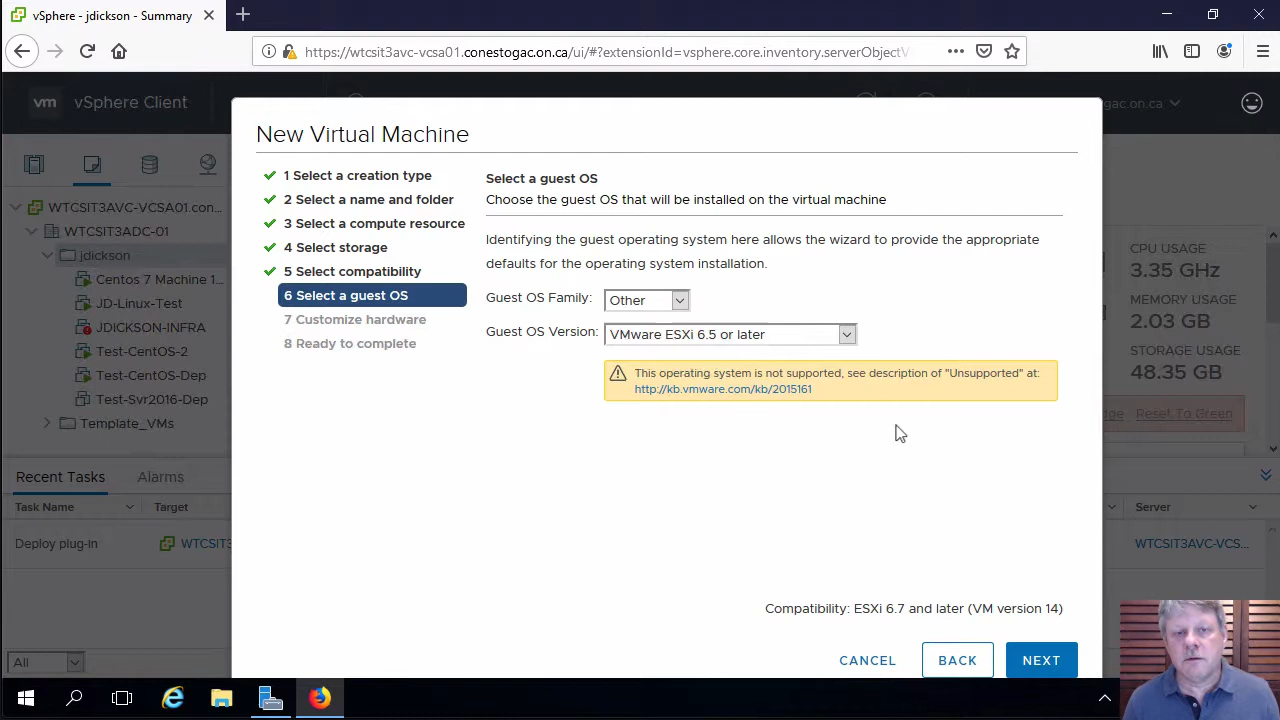 vSphere - jdickson - Summary
https://wtcsit3avc-vcsa01.conestogac.on.ca/ui/#?extensionId=vsphere.core.inventory.serverObjectV
vm vSphere Client
gac.on.ca
WTCSIT3AVC-VCSA01.con...
WTCSIT3ADC-01
jdickson
Centos 7 Machine 1...
JD-Linux-Test
JDICKSON-INFRA
Test-CentOS-2
Test-CentOS-Dep
Test-Svr2016-Dep
Template_VMs
New Virtual Machine
1 Select a creation type
2 Select a name and folder
3 Select a compute resource
4 Select storage
5 Select compatibility
6 Select a guest OS
7 Customize hardware
8 Ready to complete
Select a guest OS
Choose the guest OS that will be installed on the virtual machine
Identifying the guest operating system here allows the wizard to provide the appropriate
defaults for the operating system installation.
Guest OS Family: Other
Guest OS Version: VMware ESXi 6.5 or later
This operating system is not supported, see description of "Unsupported" at:
http://kb.vmware.com/kb/2015161
Compatibility: ESXi 6.7 and later (VM version 14)
CANCEL BACK NEXT
CPU USAGE
3.35 GHz
MEMORY USAGE
2.03 GB
STORAGE USAGE
48.35 GB
Reset To Green
Recent Tasks Alarms
Task Name Target Server
Deploy plug-in WTCSIT3 WTCSIT3AVC-VCS...
All